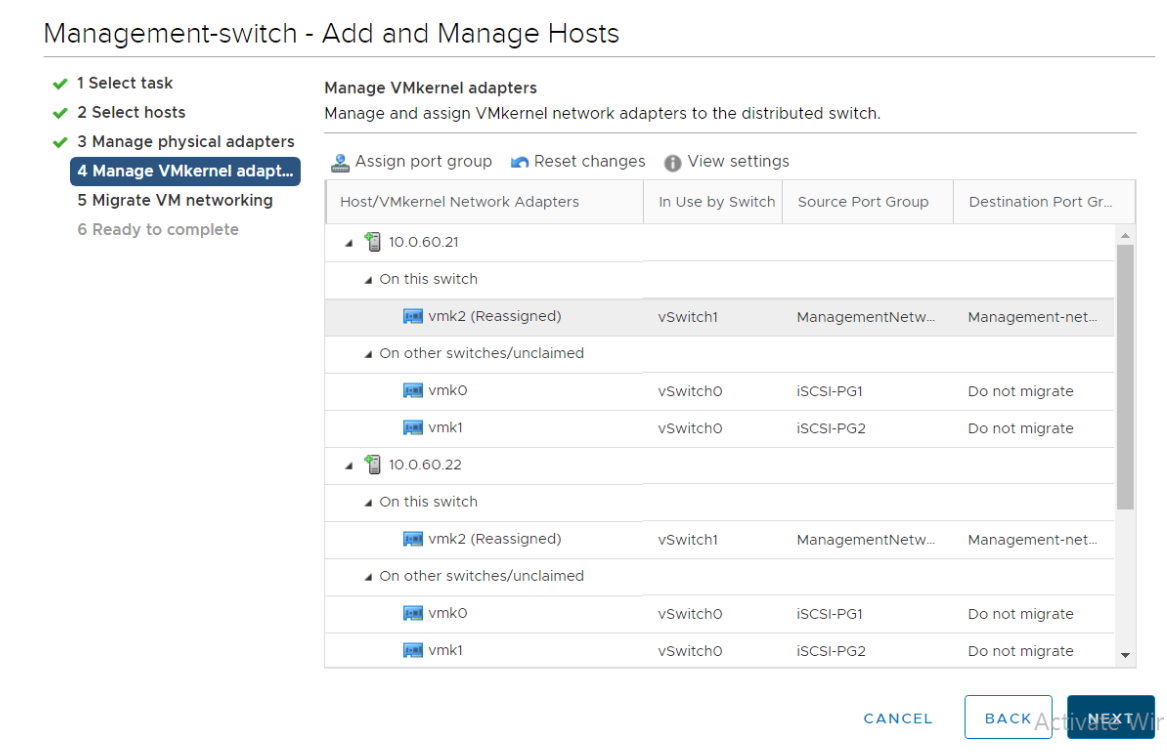 Management-switch - Add and Manage Hosts
1 Select task
2 Select hosts
3 Manage physical adapters
4 Manage VMkernel adapt...
5 Migrate VM networking
6 Ready to complete
Manage VMkernel adapters
Manage and assign VMkernel network adapters to the distributed switch.
Assign port group Reset changes View settings
Host/VMkernel Network Adapters In Use by Switch Source Port Group Destination Port Gr...
10.0.60.21
On this switch
vmk2 (Reassigned) vSwitch1 ManagementNetw... Management-net...
On other switches/unclaimed
vmk0 vSwitch0 iSCSI-PG1 Do not migrate
vmk1 vSwitch0 iSCSI-PG2 Do not migrate
10.0.60.22
On this switch
vmk2 (Reassigned) vSwitch1 ManagementNetw... Management-net...
On other switches/unclaimed
vmk0 vSwitch0 iSCSI-PG1 Do not migrate
vmk1 vSwitch0 iSCSI-PG2 Do not migrate
CANCEL BACK NEXT
Activate Wir